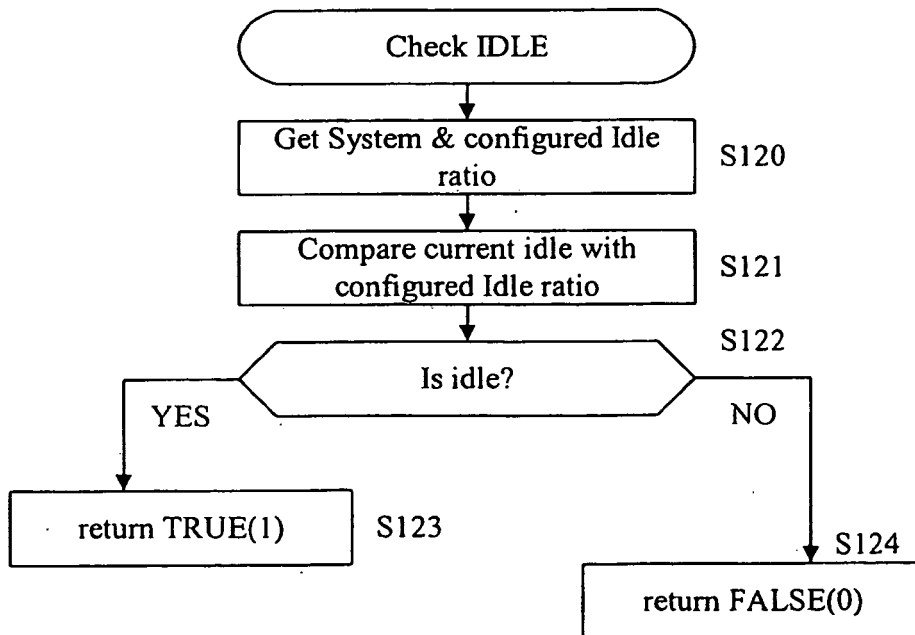 Check IDLE
Get System & configured Idle
ratio
S120
Compare current idle with
configured Idle ratio
S121
S122
Is idle?
YES
NO
return TRUE(1)
S123
S124
return FALSE(0)